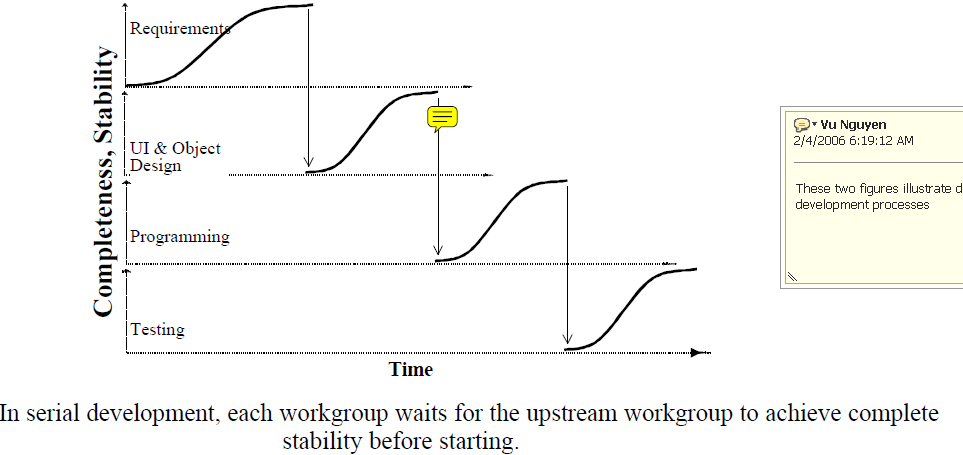 Requirements
UI & Object
Design
Programming
Testing
Completeness, Stability
Time
In serial development, each workgroup waits for the upstream workgroup to achieve complete
stability before starting.
Vu Nguyen
2/4/2006 6:19:12 AM
These two figures illustrate
development processes